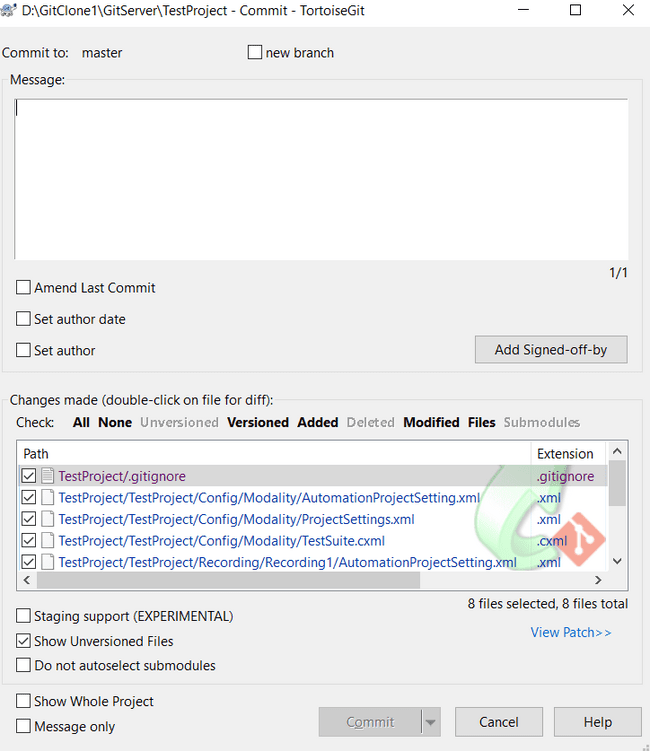 D:\GitClone1\GitServer\TestProject - Commit - TortoiseGit
Commit to: master new branch
Message:
1/1
Amend Last Commit
Set author date
Set author Add Signed-off-by
Changes made (double-click on file for diff):
Check: All None Unversioned Versioned Added Deleted Modified Files Submodules
Path Extension
TestProject/.gitignore .gitignore
TestProject/TestProject/Config/Modality/AutomationProjectSetting.xml .xml
TestProject/TestProject/Config/Modality/ProjectSettings.xml .xml
TestProject/TestProject/Config/Modality/TestSuite.cxml .cxml
TestProject/TestProject/Recording/Recording1/AutomationProjectSetting.xml .xml
8 files selected, 8 files total
Staging support (EXPERIMENTAL)
View Patch>>
Show Unversioned Files
Do not autoselect submodules
Show Whole Project
Message only
Commit Cancel Help